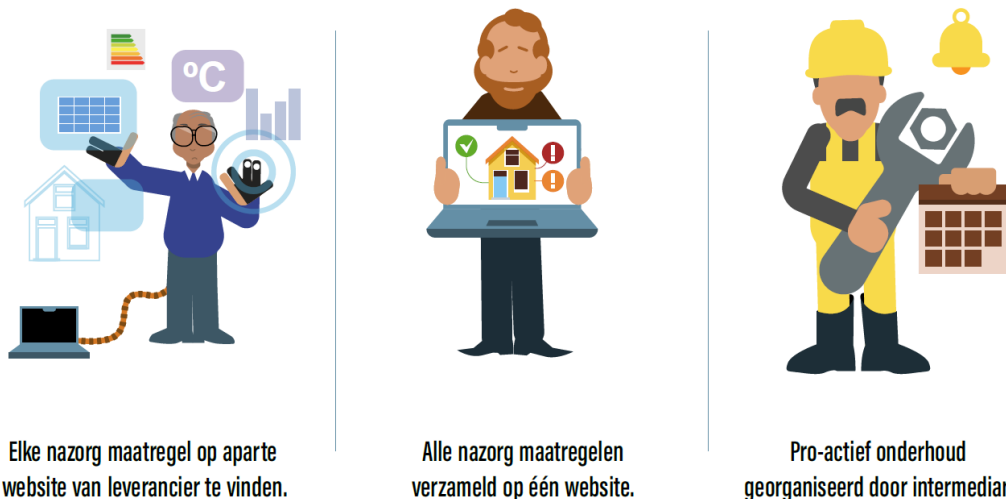 ºC
Elke nazorg maatregel op aparte
website van leverancier te vinden.
Alle nazorg maatregelen
verzameld op één website.
Pro-actief onderhoud
georganiseerd door